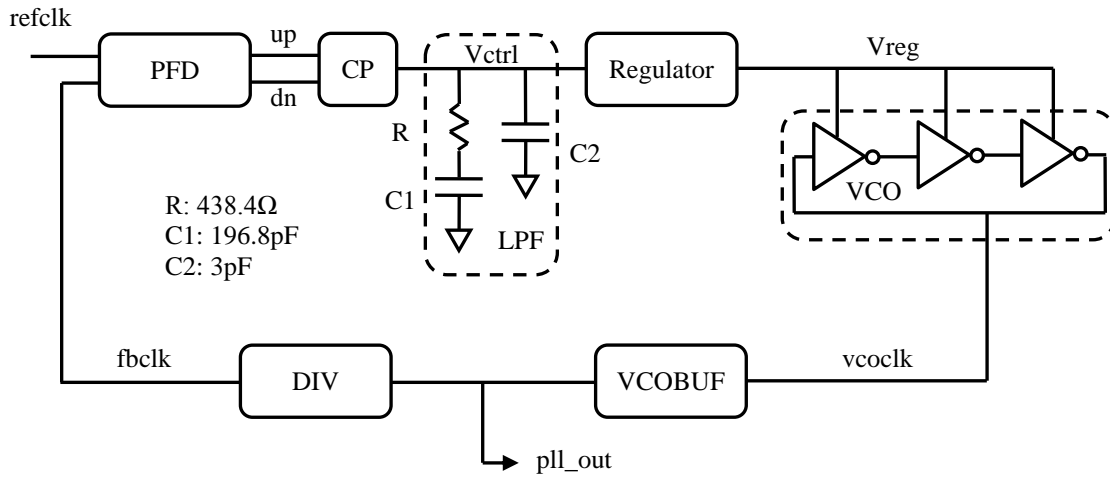 refclk
PFD
up
dn
CP
Vctrl
R
C1
C2
LPF
Regulator
Vreg
VCO
R: 438.4Ω
C1: 196.8pF
C2: 3pF
fbclk
DIV
VCOBUF
vcoclk
pll_out